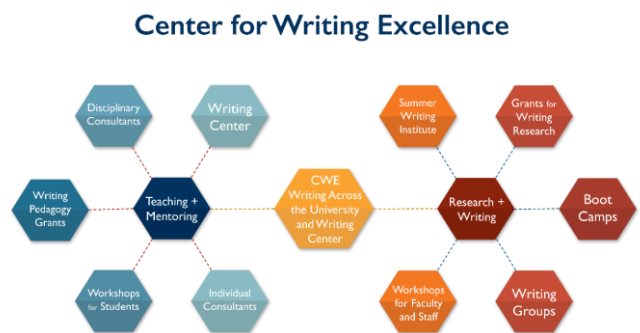 Center for Writing Excellence
Disciplinary
Consultants
Writing
Center
Summer
Writing
Institute
Grants for
Writing
Research
Writing
Pedagogy
Grants
Teaching +
Mentoring
CWE
Writing Across
the University
and Writing
Center
Research +
Writing
Boot
Camps
Workshops
for Students
Individual
Consultants
Workshops
for Faculty
and Staff
Writing
Groups